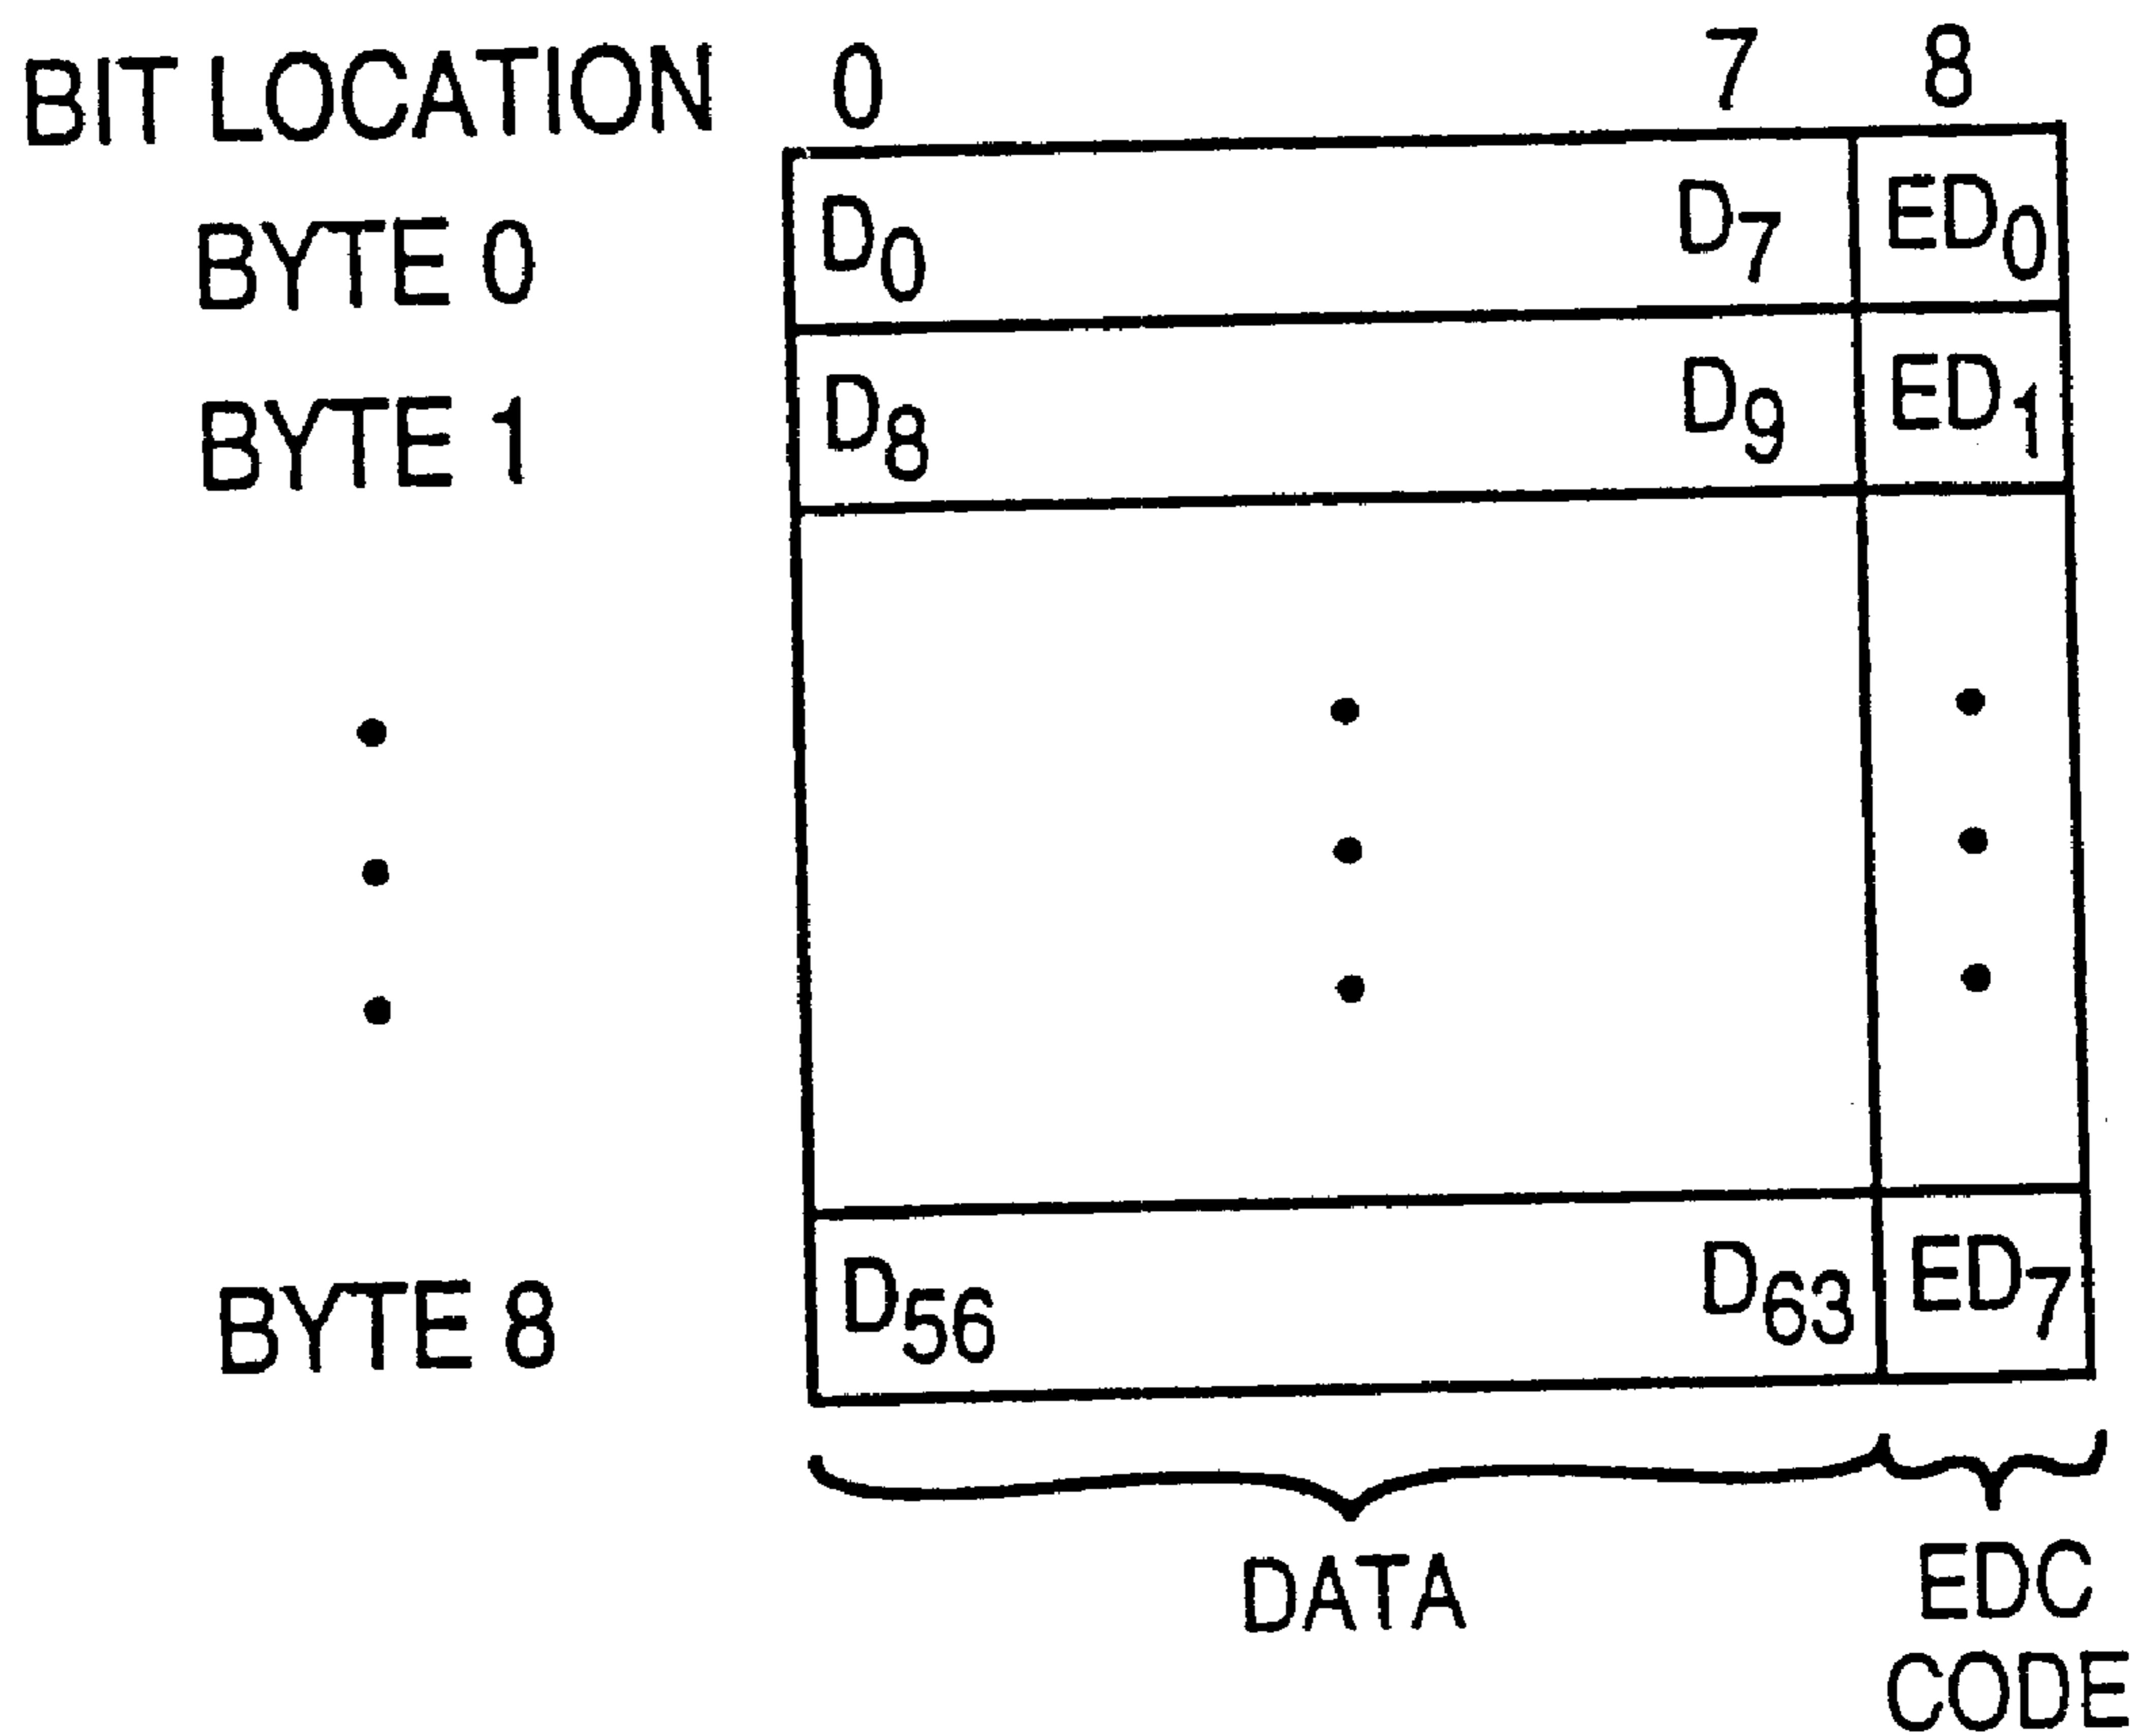 BIT LOCATION 0 7 8
BYTE 0 D0 D7 ED0
BYTE 1 D8 D9 ED1
BYTE 8 D56 D63 ED7
DATA EDC
CODE